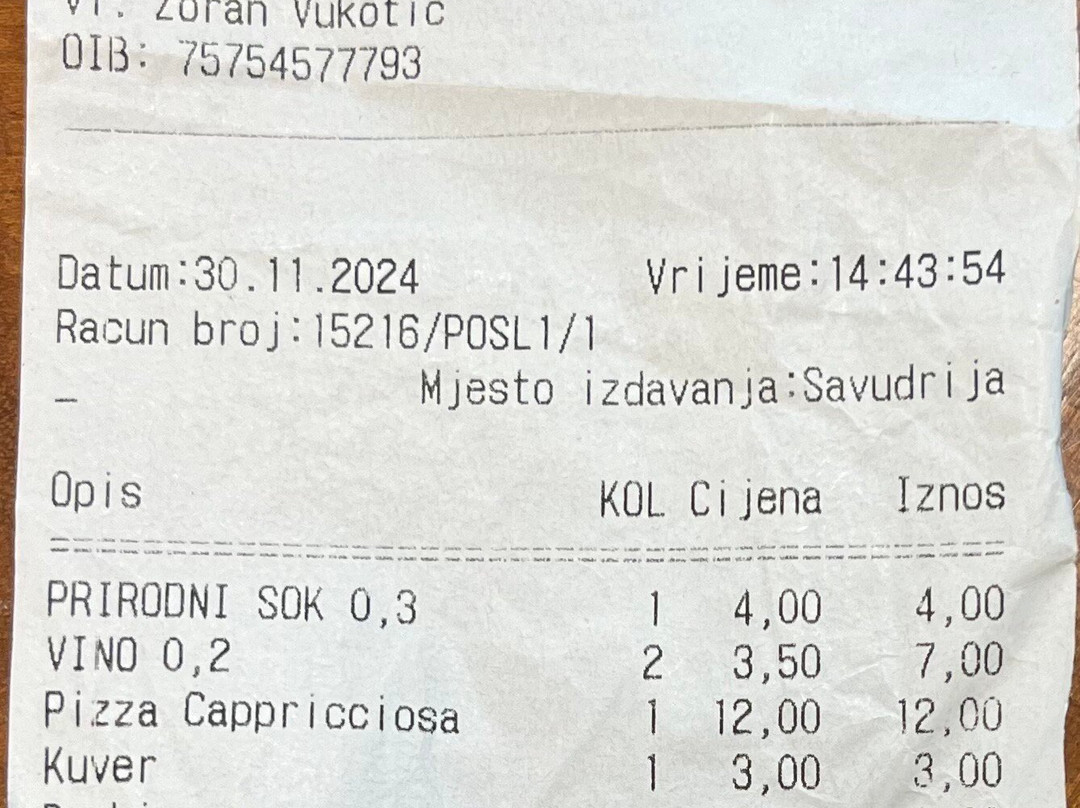 Zoran Vukotic
OIB: 75754577793
Datum:30.11.2024 Vrijeme:14:43:54
Racun broj:15216/POSL1/1
_ Mjesto izdavanja:Savudrija
Opis KOL Cijena Iznos
PRIRODNI SOK 0,3 1 4,00 4,00
VINO 0,2 2 3,50 7,00
Pizza Cappricciosa 1 12,00 12,00
Kuver 1 3,00 3,00